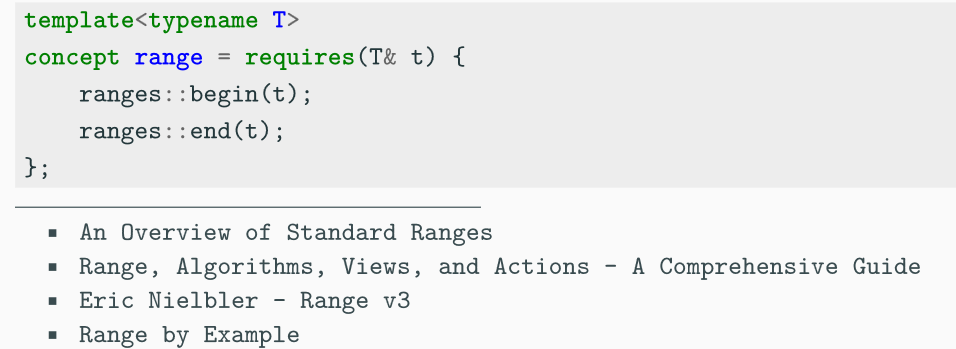 template<typename T>
concept range = requires(T& t) {
    ranges::begin(t);
    ranges::end(t);
};
▪ An Overview of Standard Ranges
▪ Range, Algorithms, Views, and Actions - A Comprehensive Guide
▪ Eric Nielbler - Range v3
▪ Range by Example